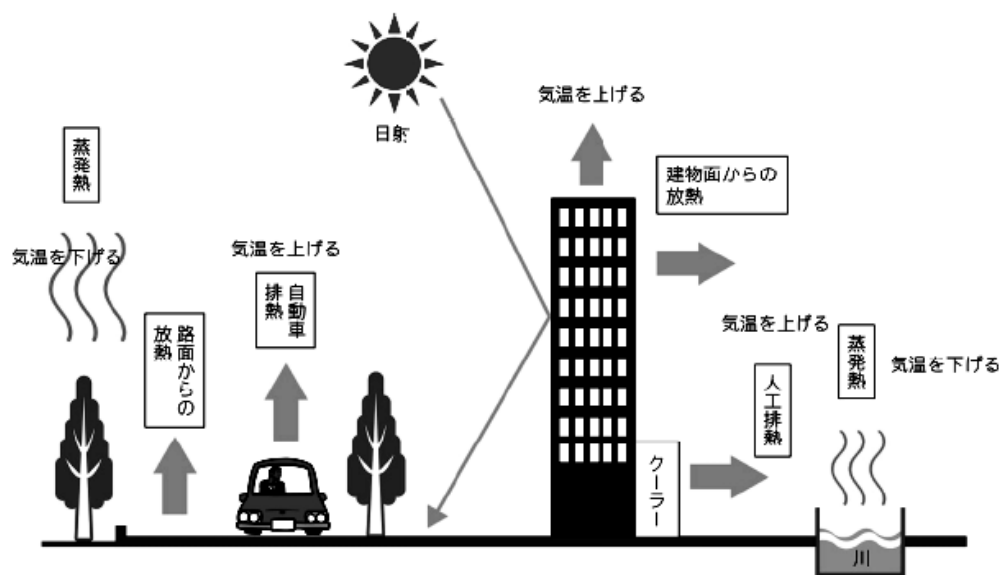 日射
気温を上げる
建物面からの
放熱
蒸発熱
気温を下げる
気温を上げる
自動車
排熱
路面からの
放熱
気温を上げる
人工排熱
蒸発熱
気温を下げる
クーラー
川